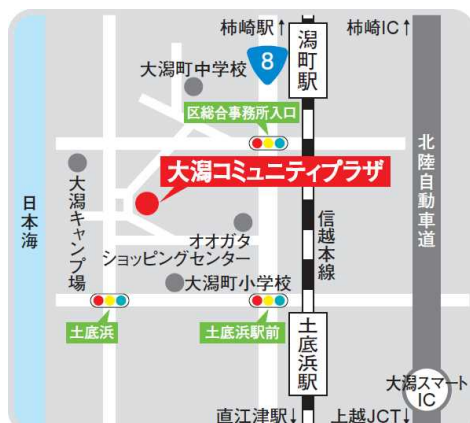 柿崎駅↑
柿崎IC↑
潟町駅
8
大潟町中学校
区総合事務所入口
大潟コミュニティプラザ
大潟キャンプ場
日本海
北陸自動車道
信越本線
オオガタ
ショッピングセンター
大潟町小学校
土底浜
土底浜駅前
土底浜駅
大潟スマート
IC
直江津駅↓
上越JCT↓